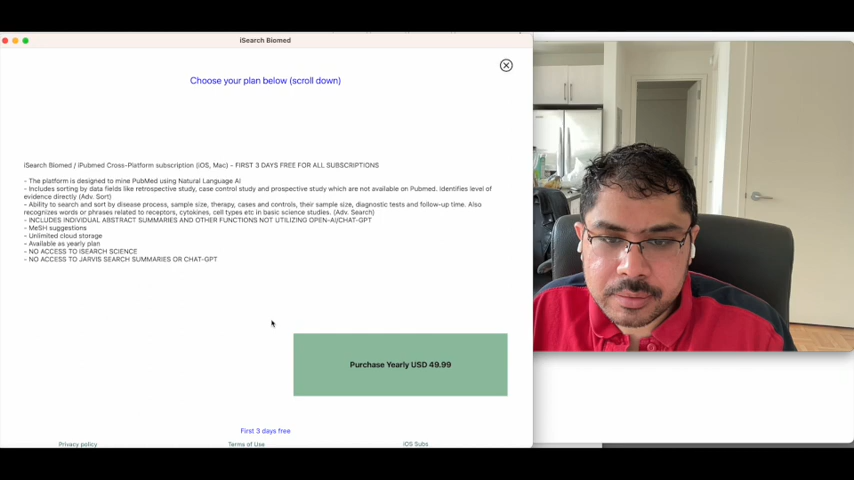 iSearch Biomed
Choose your plan below (scroll down)
iSearch Biomed / iPubmed Cross-Platform subscription (iOS, Mac) - FIRST 3 DAYS FREE FOR ALL SUBSCRIPTIONS
- The platform is designed to mine PubMed using Natural Language AI
- Includes sorting by data fields like retrospective study, case control study and prospective study which are not available on Pubmed. Identifies level of
evidence directly (Adv. Sort)
- Ability to search and sort by disease process, sample size, therapy, cases and controls, their sample size, diagnostic tests and follow-up time. Also
recognizes words or phrases related to receptors, cytokines, cell types etc in basic science studies. (Adv. Search)
- INCLUDES INDIVIDUAL ABSTRACT SUMMARIES AND OTHER FUNCTIONS NOT UTILIZING OPEN-AI/CHAT-GPT
- MeSH suggestions
- Unlimited cloud storage
- Available as yearly plan
- NO ACCESS TO ISEARCH SCIENCE
- NO ACCESS TO JARVIS SEARCH SUMMARIES OR CHAT-GPT
Purchase Yearly USD 49.99
First 3 days free
Privacy policy
Terms of Use
IOS Subs